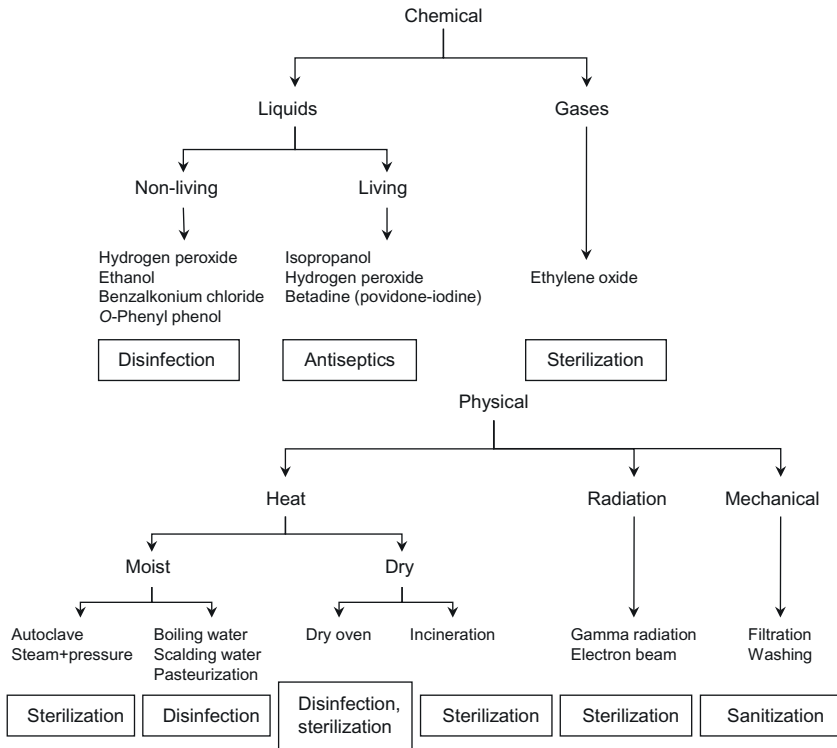 Chemical
Liquids
Gases
Non-living
Living
Hydrogen peroxide
Ethanol
Benzalkonium chloride
O-Phenyl phenol
Isopropanol
Hydrogen peroxide
Betadine (povidone-iodine)
Ethylene oxide
Disinfection
Antiseptics
Sterilization
Physical
Heat
Radiation
Mechanical
Moist
Dry
Autoclave
Steam+pressure
Boiling water
Scalding water
Pasteurization
Dry oven
Incineration
Gamma radiation
Electron beam
Filtration
Washing
Sterilization
Disinfection
Disinfection,
sterilization
Sterilization
Sterilization
Sanitization